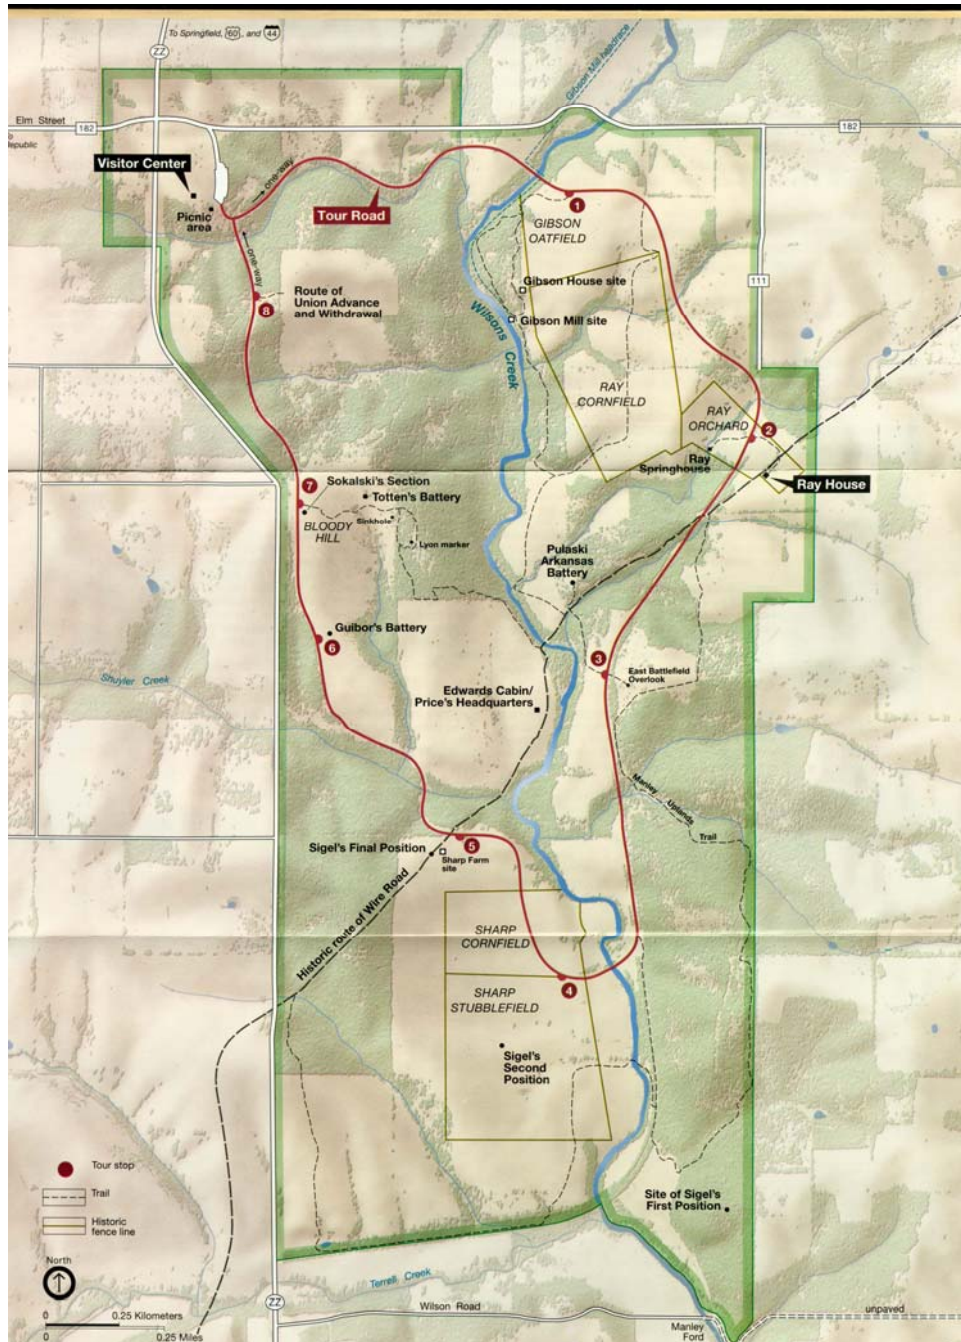 To Springfield, 60 , and 44
ZZ
Gibson Mill headrace
Elm Street
182
182
Republic
Visitor Center
one-way
Picnic
area
Tour Road
1
GIBSON
OATFIELD
one-way
111
Gibson House site
Route of
Union Advance
and Withdrawal
8
Wilsons Creek
Gibson Mill site
RAY
CORNFIELD
RAY
ORCHARD
2
Ray
Springhouse
Ray House
Sokalski's Section
7
Totten's Battery
Sinkhole
BLOODY
HILL
Lyon marker
Pulaski
Arkansas
Battery
Guibor's Battery
6
3
East Battlefield
Overlook
Shuyler Creek
Edwards Cabin/
Price's Headquarters
Manley Uplands
Trail
5
Sigel's Final Position
Sharp Farm
site
Historic route of Wire Road
SHARP
CORNFIELD
4
SHARP
STUBBLEFIELD
Sigel's
Second
Position
Tour stop
Trail
Historic
fence line
Site of Sigel's
First Position
North
Terrell Creek
0 0.25 Kilometers
0 0.25 Miles
ZZ
Wilson Road
unpaved
Manley
Ford